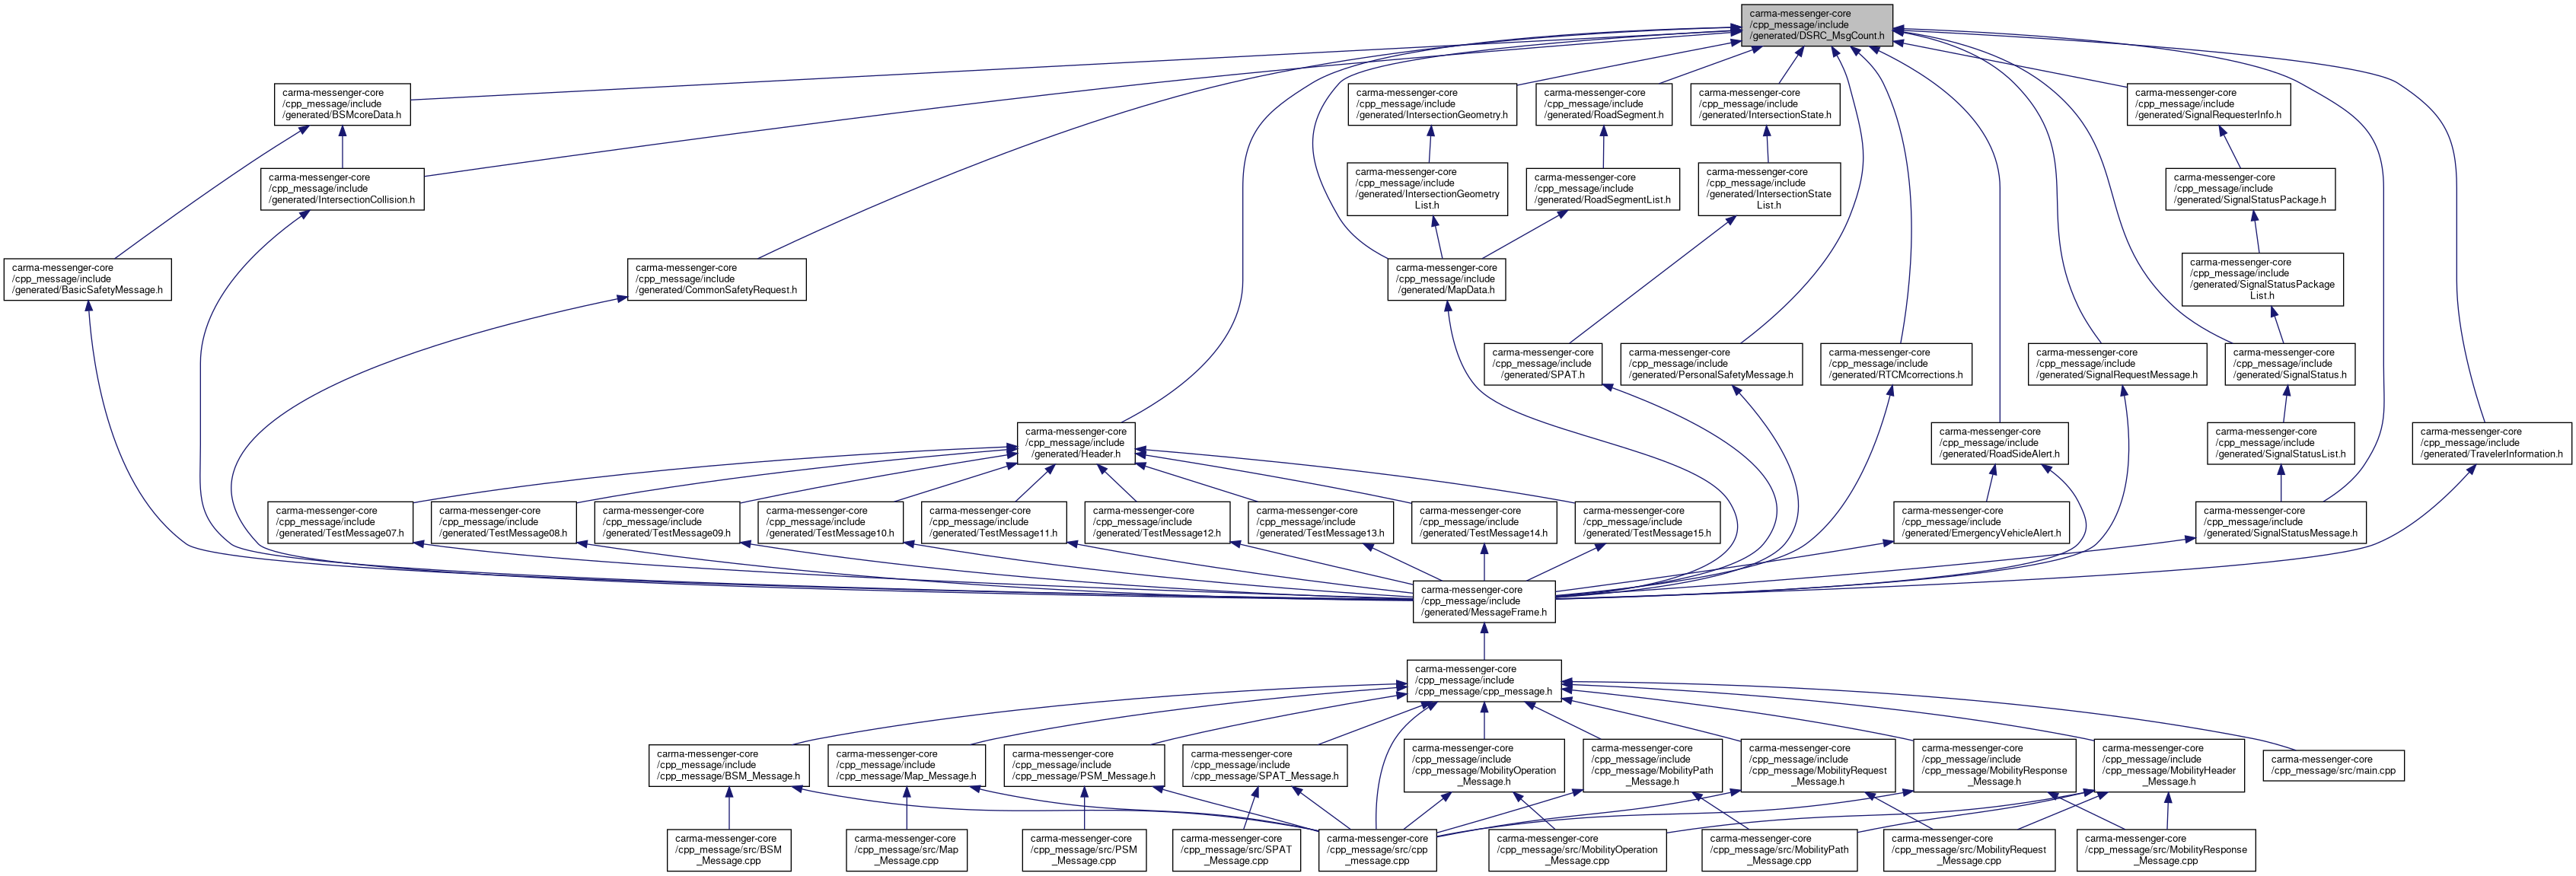 carma-messenger-core
/cpp_message/include
/generated/DSRC_MsgCount.h
carma-messenger-core
/cpp_message/include
/generated/BSMcoreData.h
carma-messenger-core
/cpp_message/include
/generated/IntersectionGeometry.h
carma-messenger-core
/cpp_message/include
/generated/RoadSegment.h
carma-messenger-core
/cpp_message/include
/generated/IntersectionState.h
carma-messenger-core
/cpp_message/include
/generated/SignalRequesterInfo.h
carma-messenger-core
/cpp_message/include
/generated/IntersectionCollision.h
carma-messenger-core
/cpp_message/include
/generated/IntersectionGeometry
List.h
carma-messenger-core
/cpp_message/include
/generated/RoadSegmentList.h
carma-messenger-core
/cpp_message/include
/generated/IntersectionState
List.h
carma-messenger-core
/cpp_message/include
/generated/SignalStatusPackage.h
carma-messenger-core
/cpp_message/include
/generated/BasicSafetyMessage.h
carma-messenger-core
/cpp_message/include
/generated/CommonSafetyRequest.h
carma-messenger-core
/cpp_message/include
/generated/MapData.h
carma-messenger-core
/cpp_message/include
/generated/SignalStatusPackage
List.h
carma-messenger-core
/cpp_message/include
/generated/SPAT.h
carma-messenger-core
/cpp_message/include
/generated/PersonalSafetyMessage.h
carma-messenger-core
/cpp_message/include
/generated/RTCMcorrections.h
carma-messenger-core
/cpp_message/include
/generated/SignalRequestMessage.h
carma-messenger-core
/cpp_message/include
/generated/SignalStatus.h
carma-messenger-core
/cpp_message/include
/generated/Header.h
carma-messenger-core
/cpp_message/include
/generated/RoadSideAlert.h
carma-messenger-core
/cpp_message/include
/generated/SignalStatusList.h
carma-messenger-core
/cpp_message/include
/generated/TravelerInformation.h
carma-messenger-core
/cpp_message/include
/generated/TestMessage07.h
carma-messenger-core
/cpp_message/include
/generated/TestMessage08.h
carma-messenger-core
/cpp_message/include
/generated/TestMessage09.h
carma-messenger-core
/cpp_message/include
/generated/TestMessage10.h
carma-messenger-core
/cpp_message/include
/generated/TestMessage11.h
carma-messenger-core
/cpp_message/include
/generated/TestMessage12.h
carma-messenger-core
/cpp_message/include
/generated/TestMessage13.h
carma-messenger-core
/cpp_message/include
/generated/TestMessage14.h
carma-messenger-core
/cpp_message/include
/generated/TestMessage15.h
carma-messenger-core
/cpp_message/include
/generated/EmergencyVehicleAlert.h
carma-messenger-core
/cpp_message/include
/generated/SignalStatusMessage.h
carma-messenger-core
/cpp_message/include
/generated/MessageFrame.h
carma-messenger-core
/cpp_message/include
/cpp_message/cpp_message.h
carma-messenger-core
/cpp_message/include
/cpp_message/BSM_Message.h
carma-messenger-core
/cpp_message/include
/cpp_message/Map_Message.h
carma-messenger-core
/cpp_message/include
/cpp_message/PSM_Message.h
carma-messenger-core
/cpp_message/include
/cpp_message/SPAT_Message.h
carma-messenger-core
/cpp_message/include
/cpp_message/MobilityOperation
_Message.h
carma-messenger-core
/cpp_message/include
/cpp_message/MobilityPath
_Message.h
carma-messenger-core
/cpp_message/include
/cpp_message/MobilityRequest
_Message.h
carma-messenger-core
/cpp_message/include
/cpp_message/MobilityResponse
_Message.h
carma-messenger-core
/cpp_message/include
/cpp_message/MobilityHeader
_Message.h
carma-messenger-core
/cpp_message/src/main.cpp
carma-messenger-core
/cpp_message/src/BSM
_Message.cpp
carma-messenger-core
/cpp_message/src/Map
_Message.cpp
carma-messenger-core
/cpp_message/src/PSM
_Message.cpp
carma-messenger-core
/cpp_message/src/SPAT
_Message.cpp
carma-messenger-core
/cpp_message/src/cpp
_message.cpp
carma-messenger-core
/cpp_message/src/MobilityOperation
_Message.cpp
carma-messenger-core
/cpp_message/src/MobilityPath
_Message.cpp
carma-messenger-core
/cpp_message/src/MobilityRequest
_Message.cpp
carma-messenger-core
/cpp_message/src/MobilityResponse
_Message.cpp